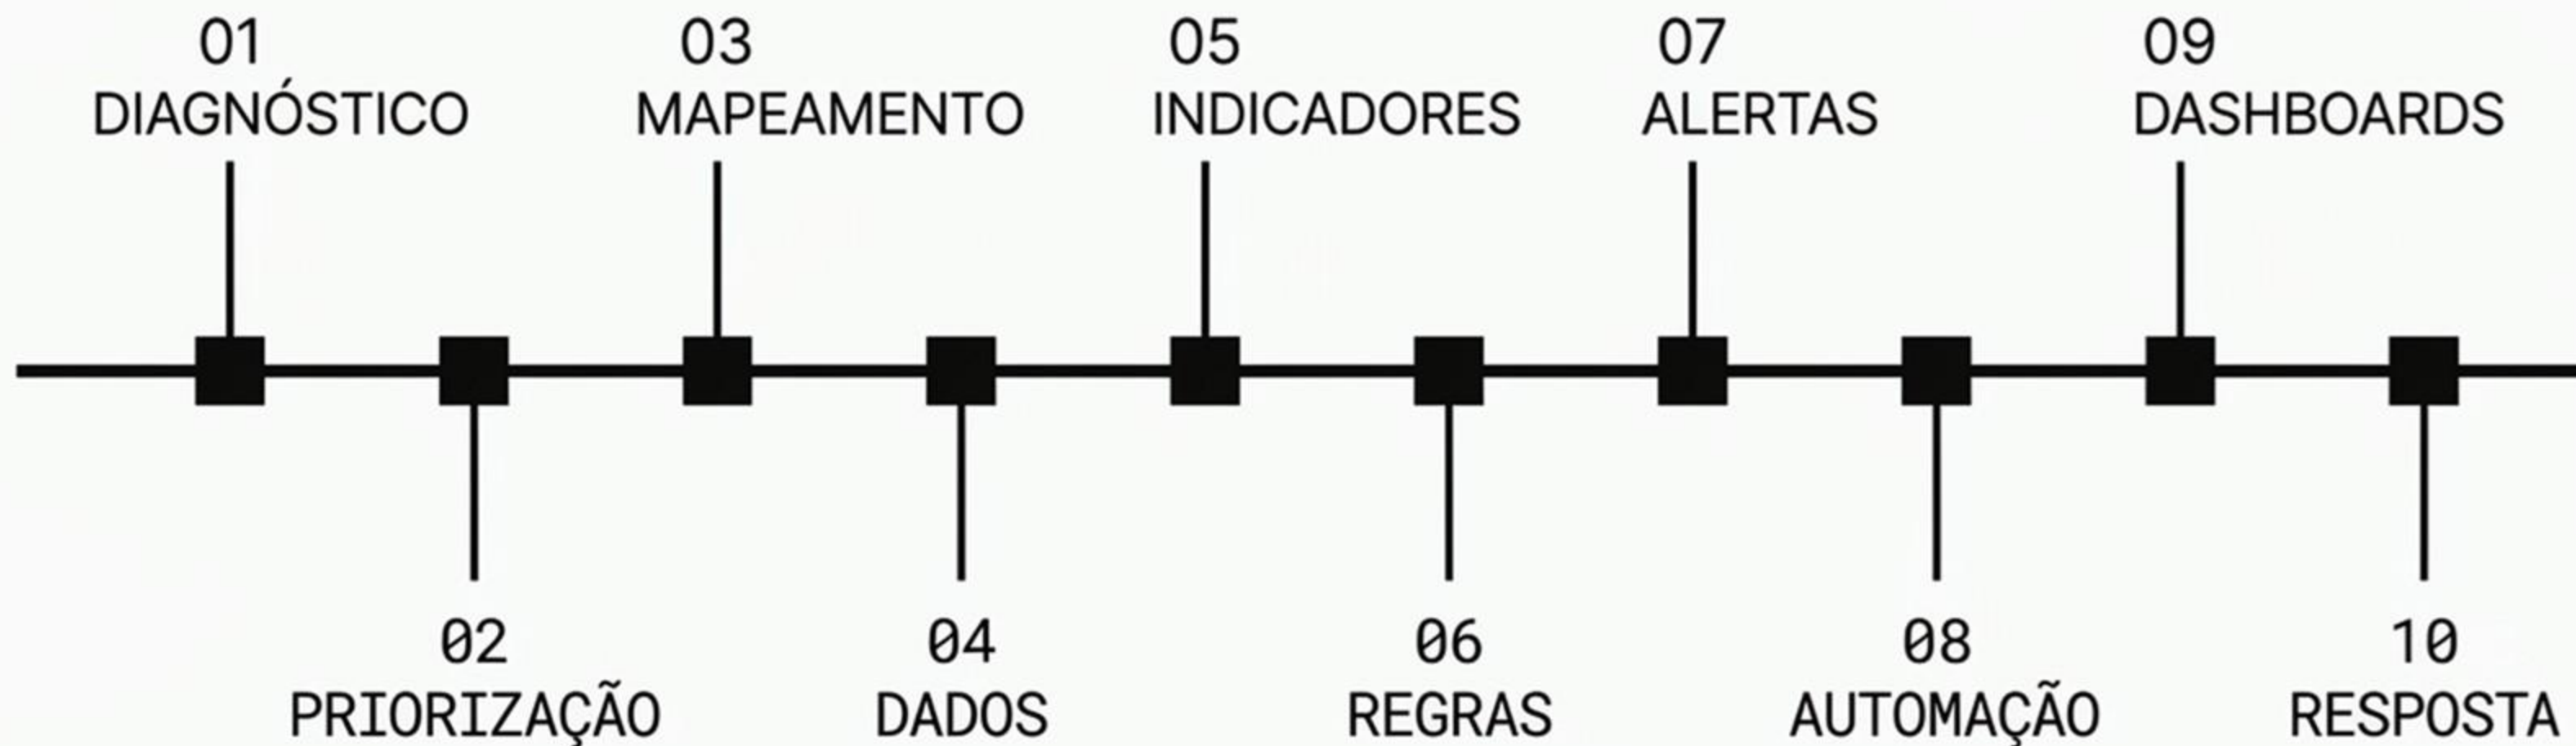 01
DIAGNÓSTICO
03
MAPEAMENTO
05
INDICADORES
07
ALERTAS
09
DASHBOARDS
02
PRIORIZAÇÃO
04
DADOS
06
REGRAS
08
AUTOMAÇÃO
10
RESPOSTA